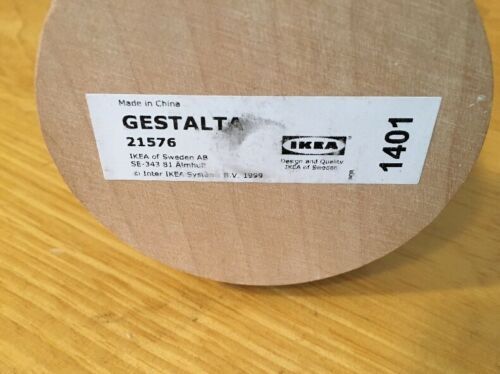 Made in China
GESTALTA
21576
IKEA of Sweden AB
SE-343 81 Älmhult
© Inter IKEA Systems B.V. 1999
IKEA
Design and Quality
IKEA of Sweden
1401